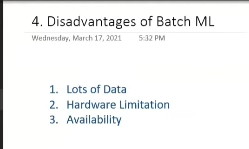 4. Disadvantages of Batch ML
Wednesday, March 17, 2021 5:32 PM
1. Lots of Data
2. Hardware Limitation
3. Availability